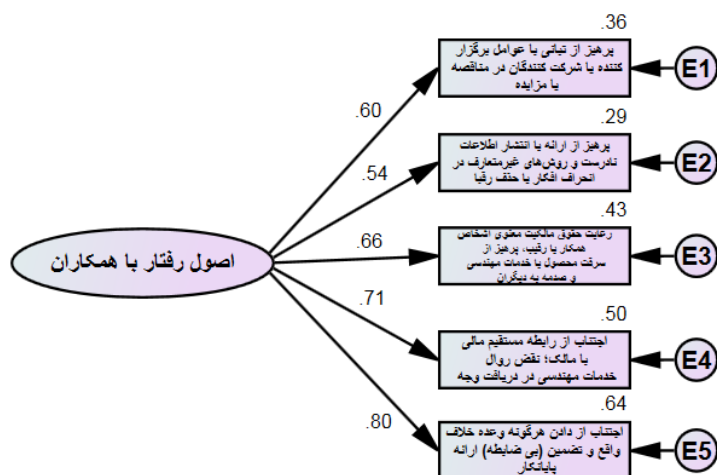 .36
پرهیز از تبانی با عوامل برگزار
کننده یا شرکت کنندگان در مناقصه
یا مزایده
E1
.60
.29
پرهیز از ارائه یا انتشار اطلاعات
نادرست و روش‌های غیرمتعارف در
انحراف افکار یا حذف رقبا
E2
.54
.43
رعایت حقوق مالکیت معنوی اشخاص
همکار یا رقیب، پرهیز از
سرقت محصول یا خدمات مهندسی
و صدمه به دیگران
E3
.66
اصول رفتار با همکاران
.50
اجتناب از رابطه مستقیم مالی
با مالک؛ نقض روال
خدمات مهندسی در دریافت وجه
E4
.71
.64
اجتناب از دادن هرگونه وعده خلاف
واقع و تضمین (بی ضابطه) ارائه
پایانکار
E5
.80